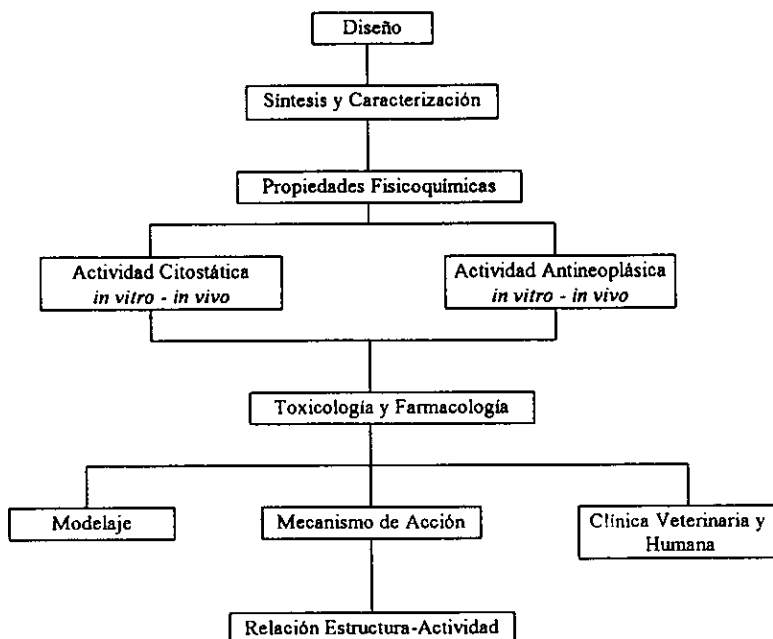 Diseño
Síntesis y Caracterización
Propiedades Fisicoquímicas
Actividad Citostática
in vitro - in vivo
Actividad Antineoplásica
in vitro - in vivo
Toxicología y Farmacología
Modelaje
Mecanismo de Acción
Clínica Veterinaria y
Humana
Relación Estructura-Actividad